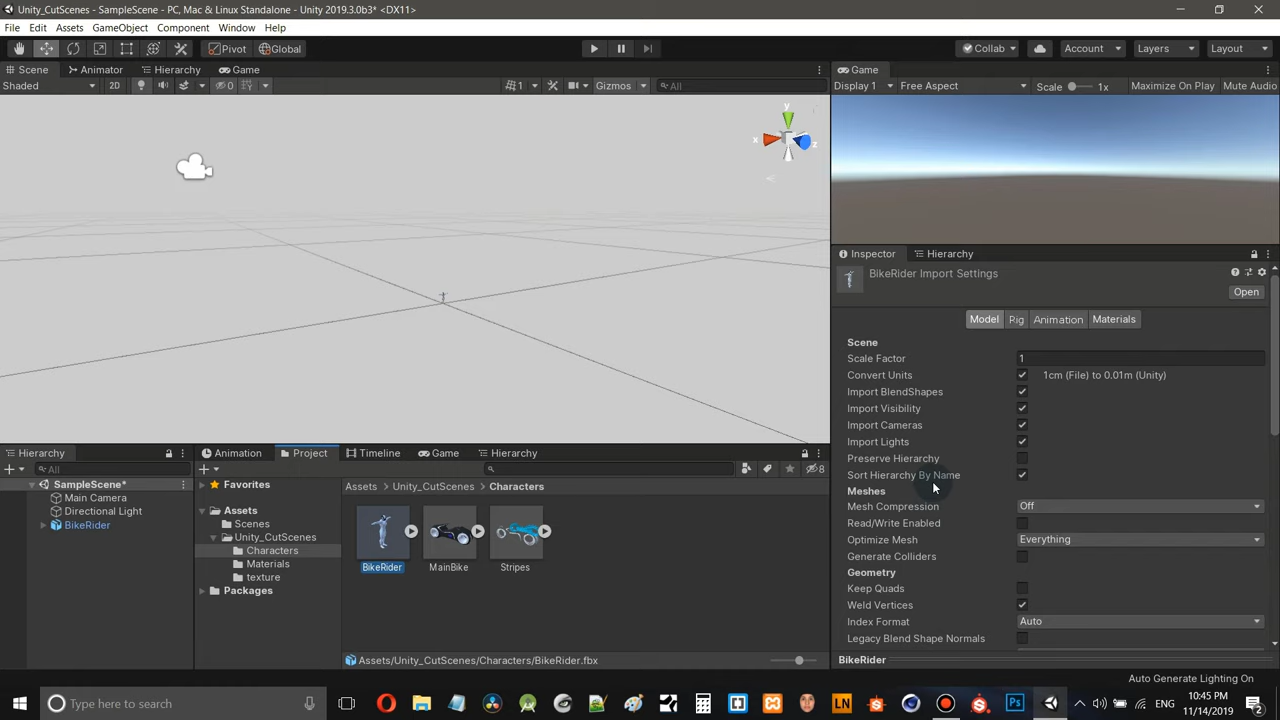 Unity_CutScenes - SampleScene - PC, Mac & Linux Standalone - Unity 2019.3.0b3* <DX11>
File Edit Assets GameObject Component Window Help
Pivot Global Collab Account Layers Layout
Scene Animator Hierarchy Game
Shaded 2D 0 1 Gizmos All
y
x
z
Game
Display 1 Free Aspect Scale 1x Maximize On Play Mute Audio
Inspector Hierarchy
BikeRider Import Settings
Open
Model Rig Animation Materials
Scene
Scale Factor 1
Convert Units 1cm (File) to 0.01m (Unity)
Import BlendShapes
Import Visibility
Import Cameras
Import Lights
Preserve Hierarchy
Sort Hierarchy By Name
Meshes
Mesh Compression Off
Read/Write Enabled
Optimize Mesh Everything
Generate Colliders
Geometry
Keep Quads
Weld Vertices
Index Format Auto
Legacy Blend Shape Normals
BikeRider
Hierarchy
All
SampleScene*
Main Camera
Directional Light
BikeRider
Animation Project Timeline Game Hierarchy
8
Favorites
Assets
Scenes
Unity_CutScenes
Characters
Materials
texture
Packages
Assets Unity_CutScenes Characters
BikeRider MainBike Stripes
Assets/Unity_CutScenes/Characters/BikeRider.fbx
Auto Generate Lighting On
Type here to search
LN
Ps
ENG
10:45 PM
11/14/2019